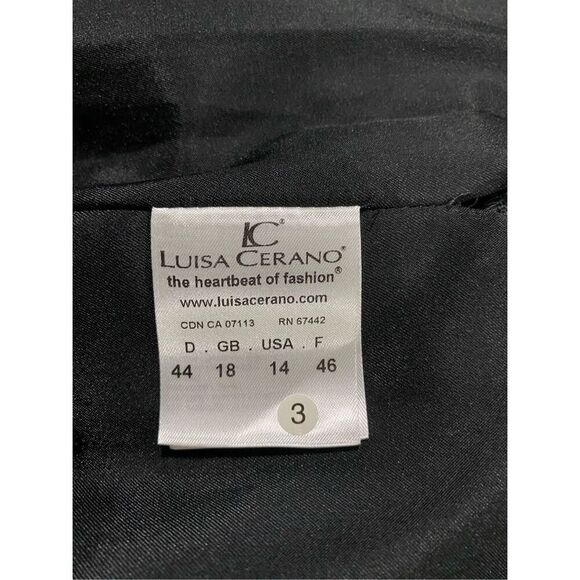 LC®
LUISA CERANO®
the heartbeat of fashion®
www.luisacerano.com
CDN CA 07113 RN 67442
D . GB . USA . F
44 18 14 46
3